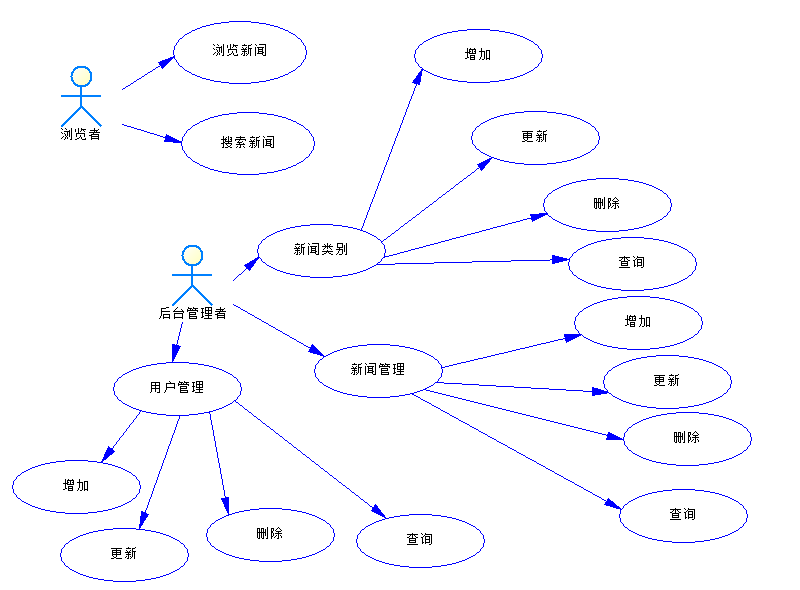 浏览新闻
增加
浏览者
搜索新闻
更新
删除
新闻类别
查询
后台管理者
增加
新闻管理
更新
用户管理
删除
增加
查询
更新
删除
查询